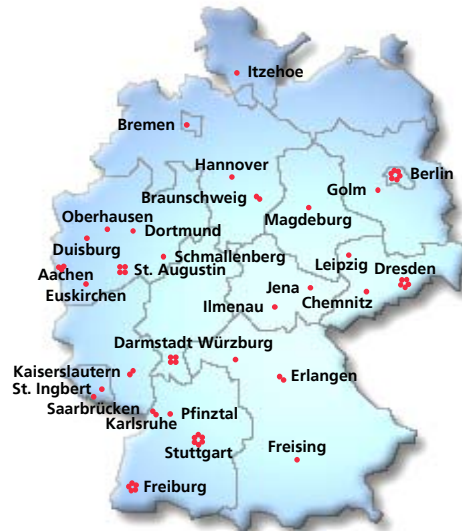 Itzehoe
Bremen
Hannover
Berlin
Braunschweig
Golm
Magdeburg
Oberhausen
Dortmund
Duisburg
Schmallenberg
Leipzig
Dresden
Aachen
St. Augustin
Euskirchen
Jena
Chemnitz
Ilmenau
Darmstadt Würzburg
Kaiserslautern
Erlangen
St. Ingbert
Saarbrücken
Pfinztal
Karlsruhe
Stuttgart
Freising
Freiburg